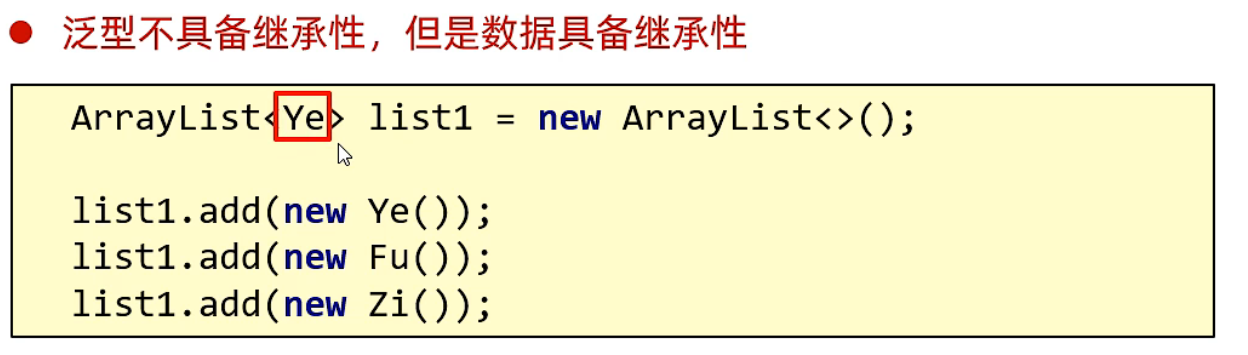 泛型不具备继承性，但是数据具备继承性
ArrayList<Ye> list1 = new ArrayList<>();
list1.add(new Ye());
list1.add(new Fu());
list1.add(new Zi());